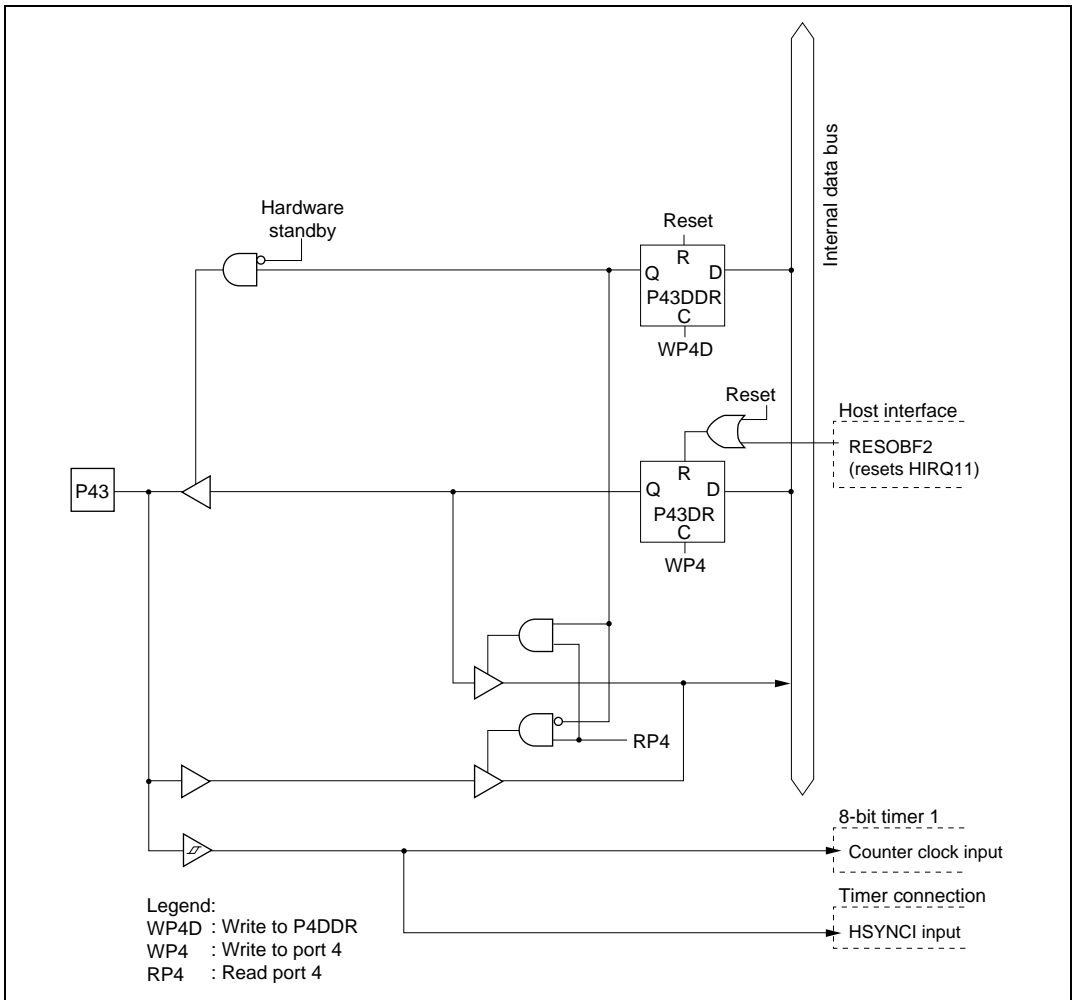 Internal data bus
Hardware
standby
Reset
R
Q D
P43DDR
C
WP4D
Reset
Host interface
RESOBF2
(resets HIRQ11)
P43
R
Q D
P43DR
C
WP4
RP4
8-bit timer 1
Counter clock input
Timer connection
HSYNCI input
Legend:
WP4D : Write to P4DDR
WP4 : Write to port 4
RP4 : Read port 4